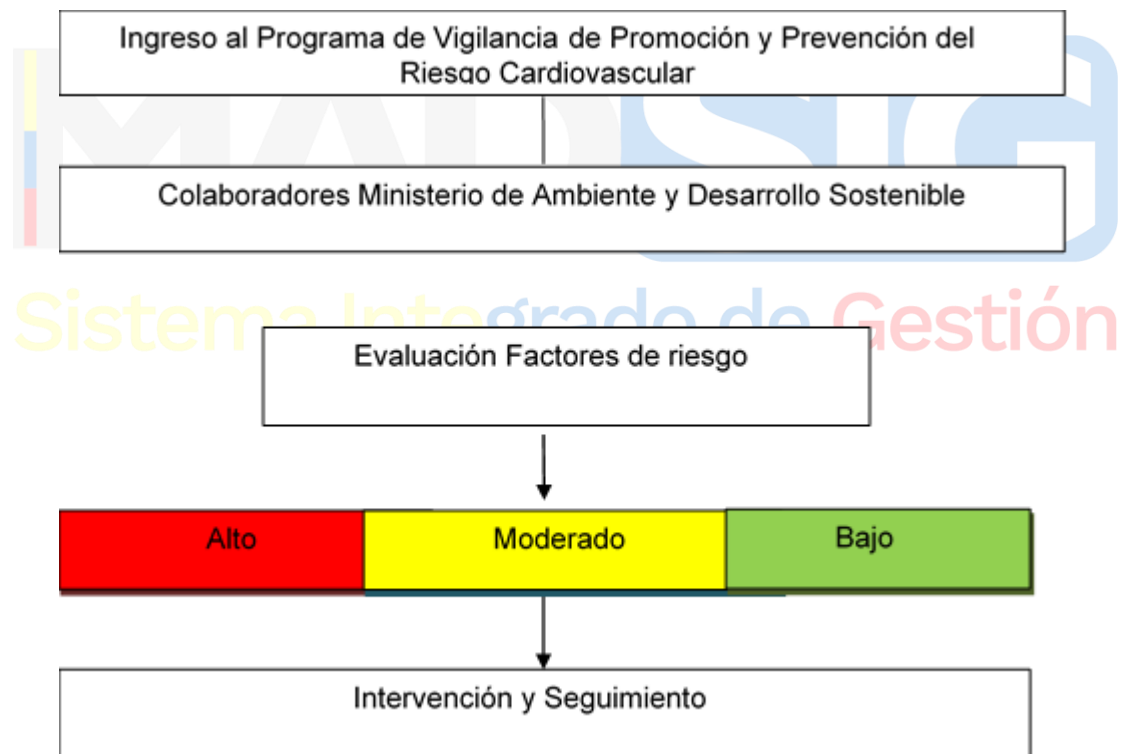 Ingreso al Programa de Vigilancia de Promoción y Prevención del
Riesgo Cardiovascular
MADSIG
Colaboradores Ministerio de Ambiente y Desarrollo Sostenible
Sistema Integrado de Gestión
Evaluación Factores de riesgo
Alto Moderado Bajo
Intervención y Seguimiento